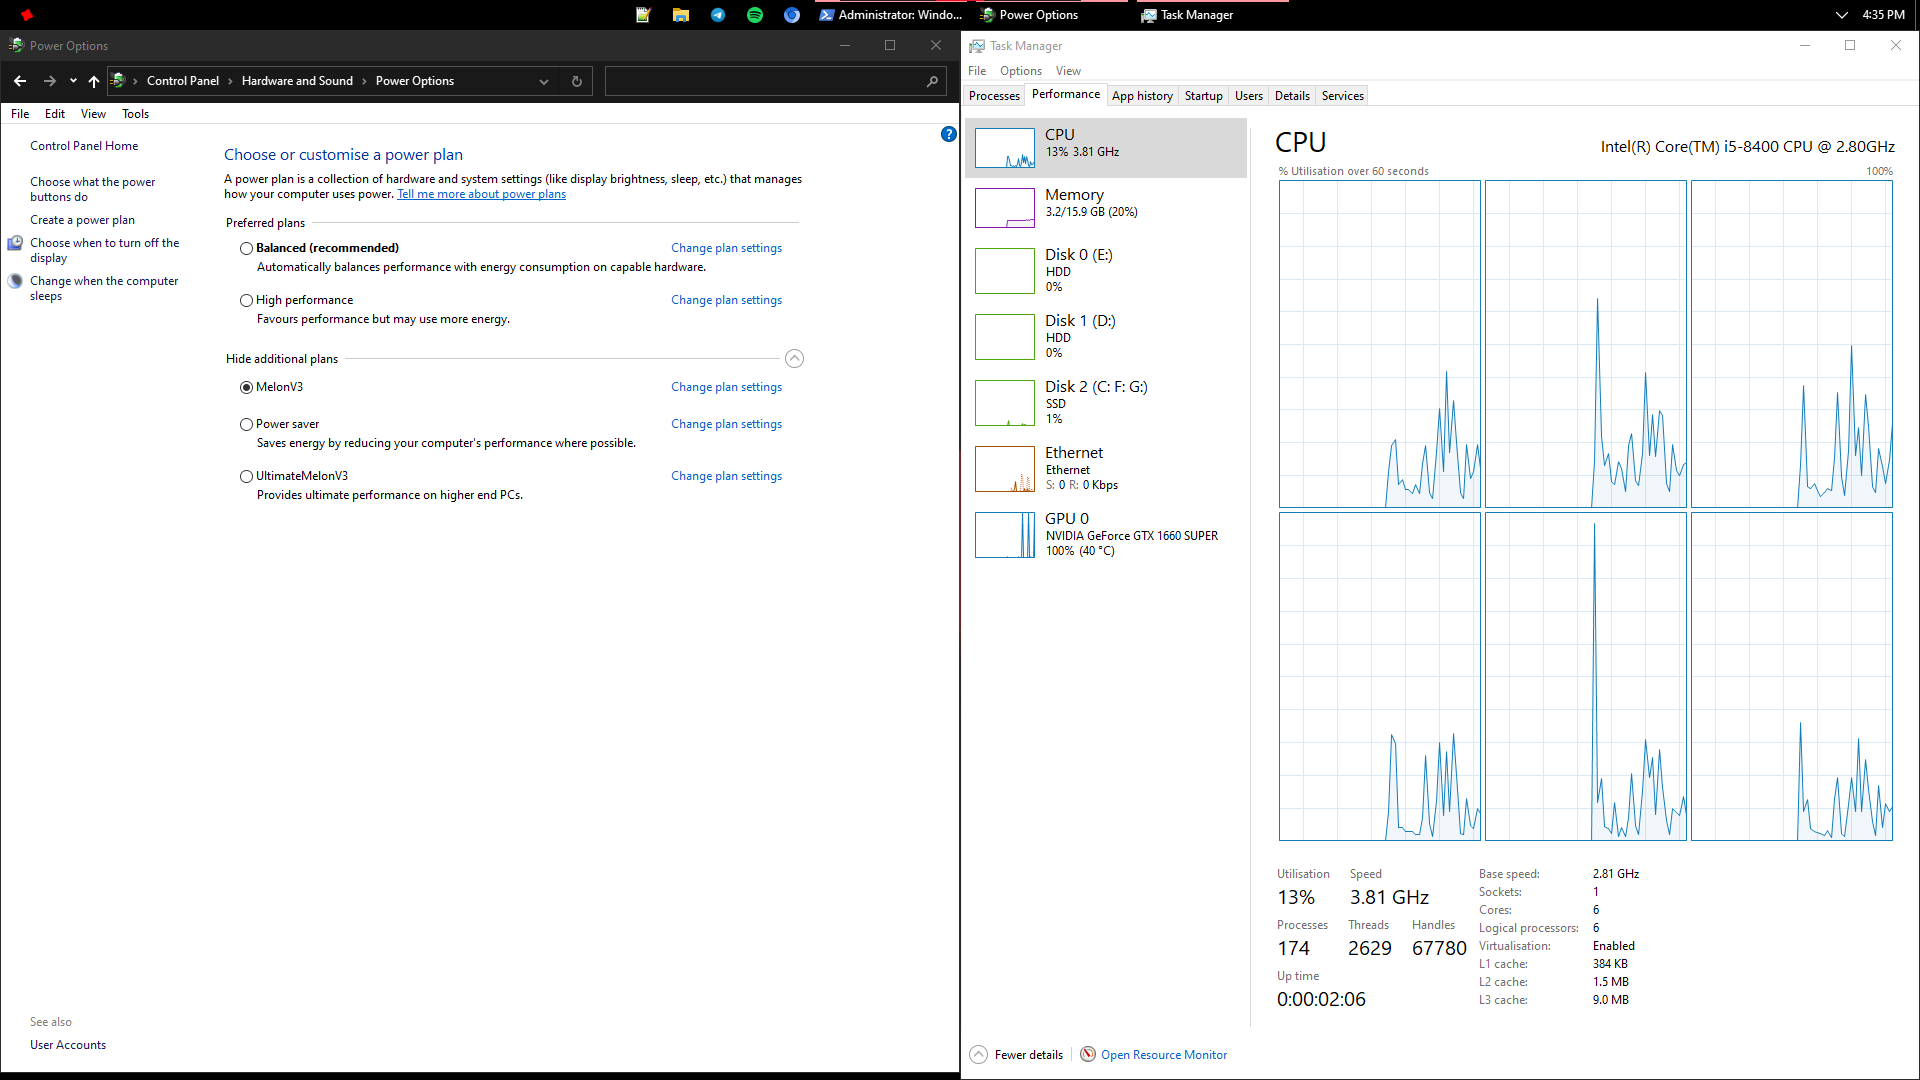 Administrator: Windo...
Power Options
Task Manager
4:35 PM
Power Options
Control Panel
Hardware and Sound
Power Options
File
Edit
View
Tools
Control Panel Home
Choose what the power
buttons do
Create a power plan
Choose when to turn off the
display
Change when the computer
sleeps
Choose or customise a power plan
A power plan is a collection of hardware and system settings (like display brightness, sleep, etc.) that manages
how your computer uses power. Tell me more about power plans
Preferred plans
Balanced (recommended)
Change plan settings
Automatically balances performance with energy consumption on capable hardware.
High performance
Change plan settings
Favours performance but may use more energy.
Hide additional plans
MelonV3
Change plan settings
Power saver
Change plan settings
Saves energy by reducing your computer's performance where possible.
UltimateMelonV3
Change plan settings
Provides ultimate performance on higher end PCs.
See also
User Accounts
Task Manager
File
Options
View
Processes
Performance
App history
Startup
Users
Details
Services
CPU
13% 3.81 GHz
Memory
3.2/15.9 GB (20%)
Disk 0 (E:)
HDD
0%
Disk 1 (D:)
HDD
0%
Disk 2 (C: F: G:)
SSD
1%
Ethernet
Ethernet
S: 0 R: 0 Kbps
GPU 0
NVIDIA GeForce GTX 1660 SUPER
100% (40 °C)
CPU
Intel(R) Core(TM) i5-8400 CPU @ 2.80GHz
% Utilisation over 60 seconds
100%
Utilisation
Speed
13%
3.81 GHz
Processes
Threads
Handles
174
2629
67780
Up time
0:00:02:06
Base speed: 2.81 GHz
Sockets: 1
Cores: 6
Logical processors: 6
Virtualisation: Enabled
L1 cache: 384 KB
L2 cache: 1.5 MB
L3 cache: 9.0 MB
Fewer details
Open Resource Monitor